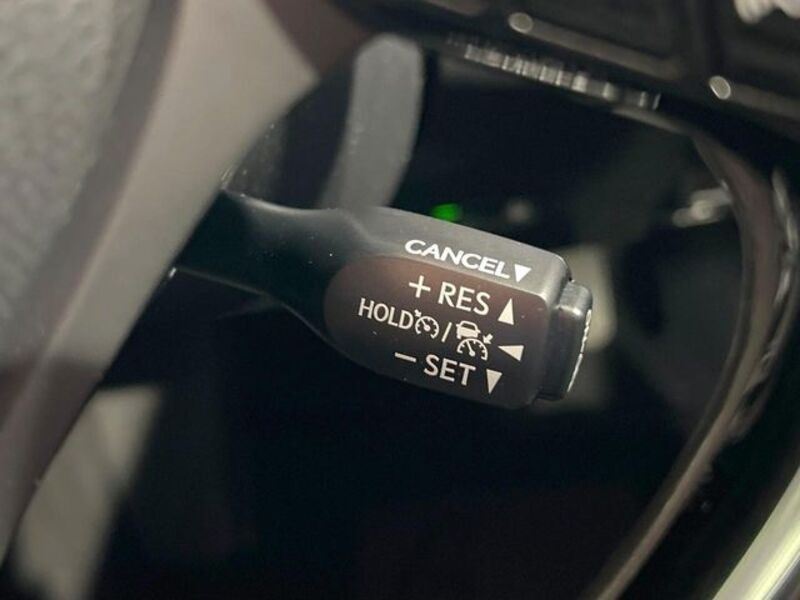 CANCEL▼
+ RES ▲
HOLD / ◀
− SET ▼